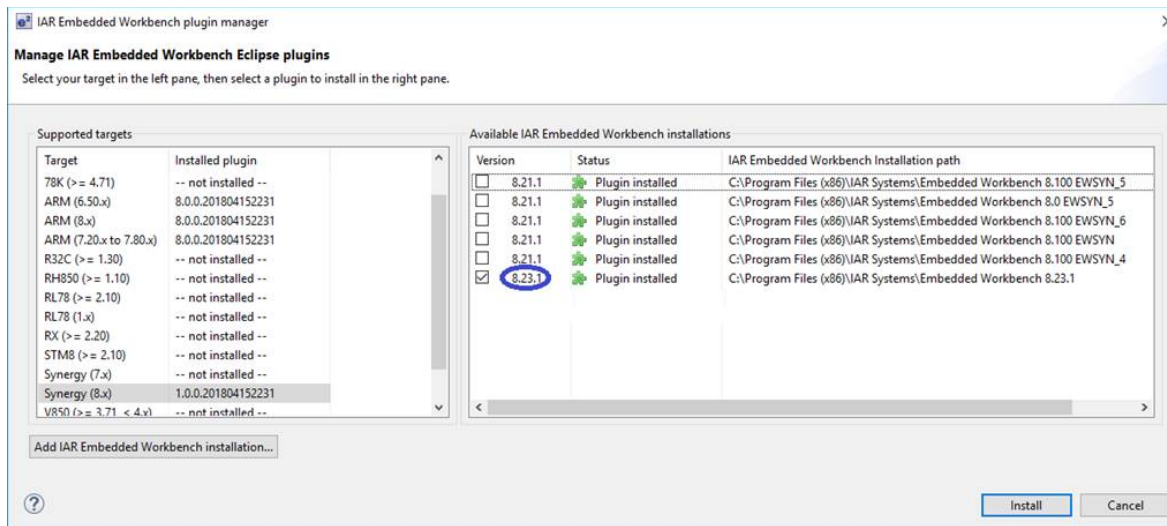 IAR Embedded Workbench plugin manager
Manage IAR Embedded Workbench Eclipse plugins
Select your target in the left pane, then select a plugin to install in the right pane.
Supported targets
Target Installed plugin
78K (>= 4.71) -- not installed --
ARM (6.50.x) 8.0.0.201804152231
ARM (8.x) 8.0.0.201804152231
ARM (7.20.x to 7.80.x) 8.0.0.201804152231
R32C (>= 1.30) -- not installed --
RH850 (>= 1.10) -- not installed --
RL78 (>= 2.10) -- not installed --
RL78 (1.x) -- not installed --
RX (>= 2.20) -- not installed --
STM8 (>= 2.10) -- not installed --
Synergy (7.x) -- not installed --
Synergy (8.x) 1.0.0.201804152231
V850 (>= 3.71 < 4.x) -- not installed --
Available IAR Embedded Workbench installations
Version Status IAR Embedded Workbench Installation path
8.21.1 Plugin installed C:\Program Files (x86)\IAR Systems\Embedded Workbench 8.100 EWSYN_5
8.21.1 Plugin installed C:\Program Files (x86)\IAR Systems\Embedded Workbench 8.0 EWSYN_5
8.21.1 Plugin installed C:\Program Files (x86)\IAR Systems\Embedded Workbench 8.100 EWSYN_6
8.21.1 Plugin installed C:\Program Files (x86)\IAR Systems\Embedded Workbench 8.100 EWSYN
8.21.1 Plugin installed C:\Program Files (x86)\IAR Systems\Embedded Workbench 8.100 EWSYN_4
8.23.1 Plugin installed C:\Program Files (x86)\IAR Systems\Embedded Workbench 8.23.1
Add IAR Embedded Workbench installation...
Install Cancel